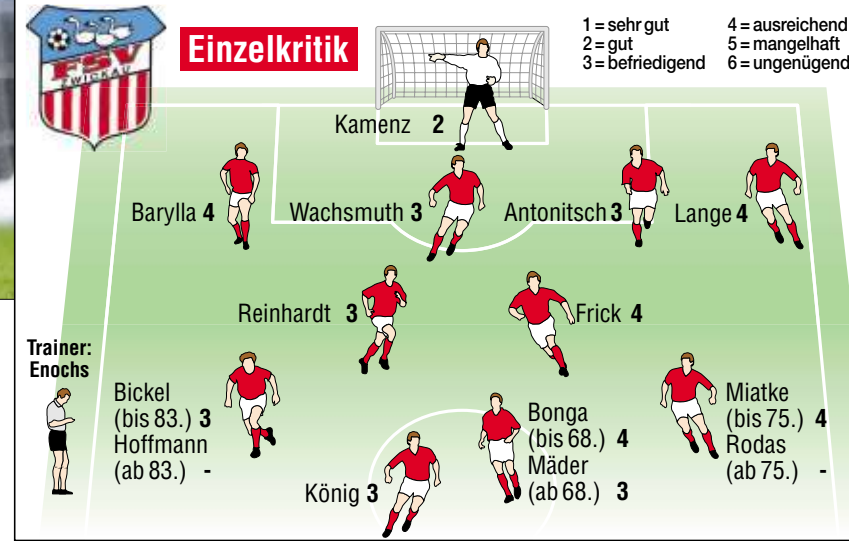 FSV
ZWICKAU
Einzelkritik
1 = sehr gut
2 = gut
3 = befriedigend
4 = ausreichend
5 = mangelhaft
6 = ungenügend
Kamenz 2
Barylla 4
Wachsmuth 3
Antonitsch 3
Lange 4
Reinhardt 3
Frick 4
Trainer:
Enochs
Bickel
(bis 83.) 3
Hoffmann
(ab 83.) -
König 3
Bonga
(bis 68.) 4
Mäder
(ab 68.) 3
Miatke
(bis 75.) 4
Rodas
(ab 75.) -